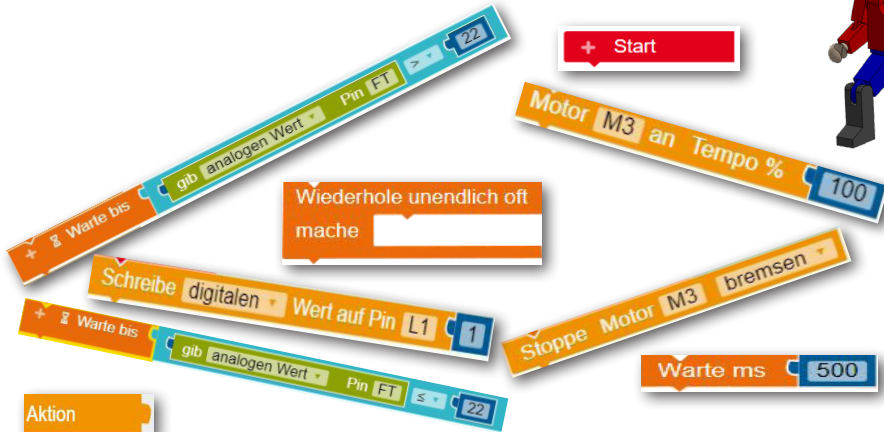 + Warte bis gib analogen Wert Pin FT > 22
+ Start
Motor M3 an Tempo % 100
Wiederhole unendlich oft
mache
Schreibe digitalen Wert auf Pin L1 1
Stoppe Motor M3 bremsen
+ Warte bis gib analogen Wert Pin FT ≤ 22
Warte ms 500
Aktion